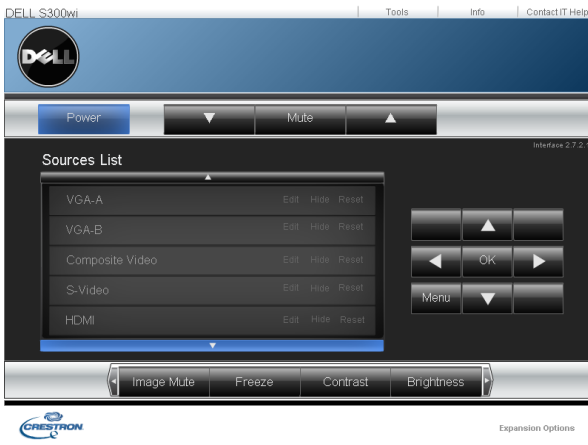 DELL S300wi
Tools Info Contact IT Help
DELL
Power Mute
Interface 2.7.2.1
Sources List
VGA-A Edit Hide Reset
VGA-B Edit Hide Reset
Composite Video Edit Hide Reset
S-Video Edit Hide Reset
HDMI Edit Hide Reset
OK
Menu
Image Mute Freeze Contrast Brightness
CRESTRON
Expansion Options